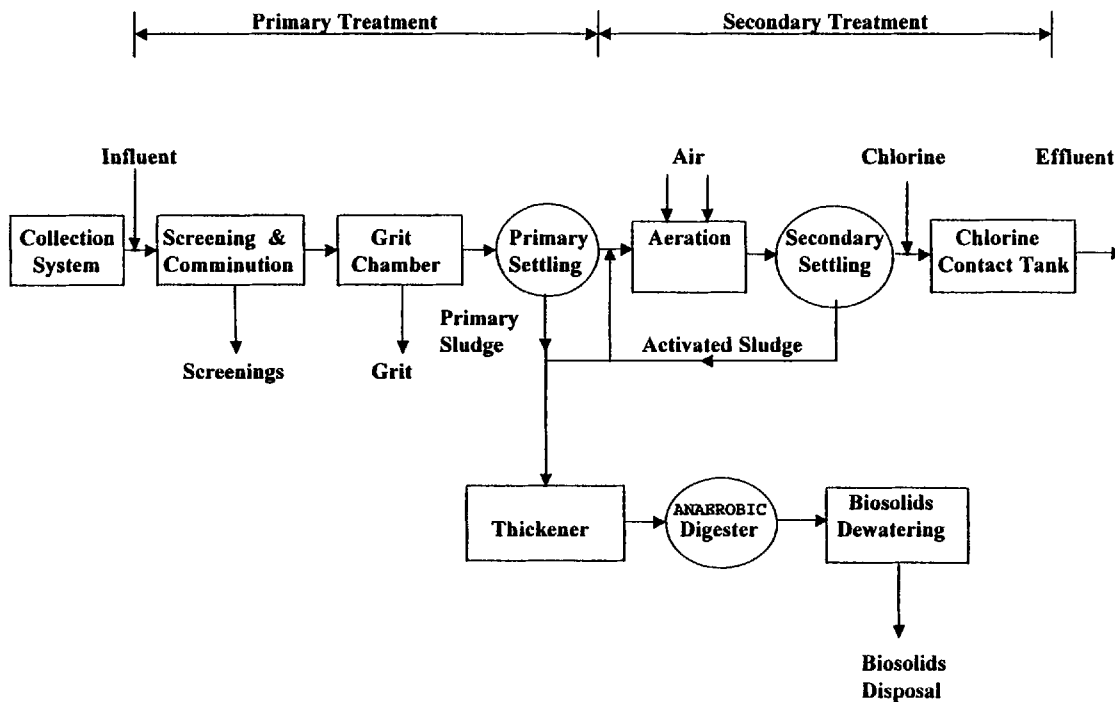 Primary Treatment
Secondary Treatment
Influent
Air
Chlorine
Effluent
Collection
System
Screening &
Comminution
Grit
Chamber
Primary
Settling
Aeration
Secondary
Settling
Chlorine
Contact Tank
Primary
Sludge
Activated Sludge
Screenings
Grit
Thickener
ANAEROBIC
Digester
Biosolids
Dewatering
Biosolids
Disposal